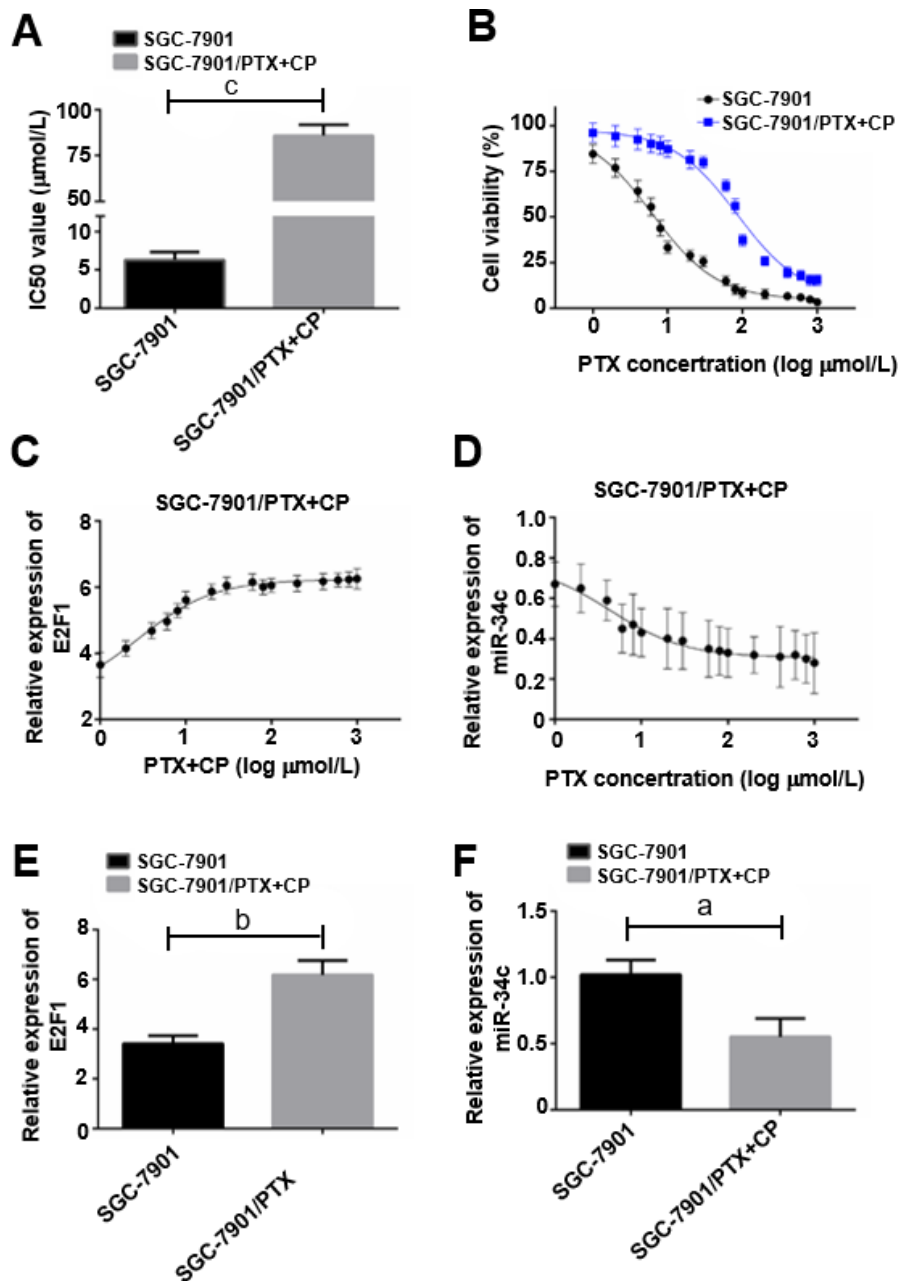 A
SGC-7901
SGC-7901/PTX+CP
c
IC50 value (μmol/L)
100
75
50
10
5
0
SGC-7901
SGC-7901/PTX+CP
B
SGC-7901
SGC-7901/PTX+CP
Cell viability (%)
100
75
50
25
0
0 1 2 3
PTX concertration (log μmol/L)
C
SGC-7901/PTX+CP
Relative expression of
E2F1
8
6
4
2
0 1 2 3
PTX+CP (log μmol/L)
D
SGC-7901/PTX+CP
Relative expression of
miR-34c
1.0
0.8
0.6
0.4
0.2
0
0 1 2 3
PTX concertration (log μmol/L)
E
SGC-7901
SGC-7901/PTX+CP
b
Relative expression of
E2F1
8
6
4
2
0
SGC-7901
SGC-7901/PTX
F
SGC-7901
SGC-7901/PTX+CP
a
Relative expression of
miR-34c
1.5
1.0
0.5
0
SGC-7901
SGC-7901/PTX+CP